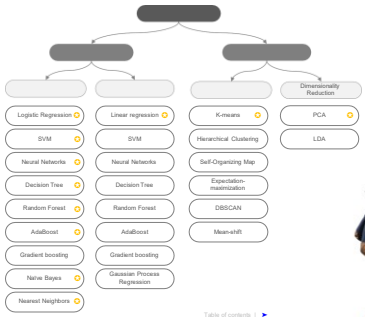 Dimensionality
Reduction
Logistic Regression
Linear regression
K-means
PCA
SVM
SVM
Hierarchical Clustering
LDA
Neural Networks
Neural Networks
Self-Organizing Map
Decision Tree
Decision Tree
Expectation-
maximization
Random Forest
Random Forest
DBSCAN
AdaBoost
AdaBoost
Mean-shift
Gradient boosting
Gradient boosting
Naive Bayes
Gaussian Process
Regression
Nearest Neighbors
Table of contents